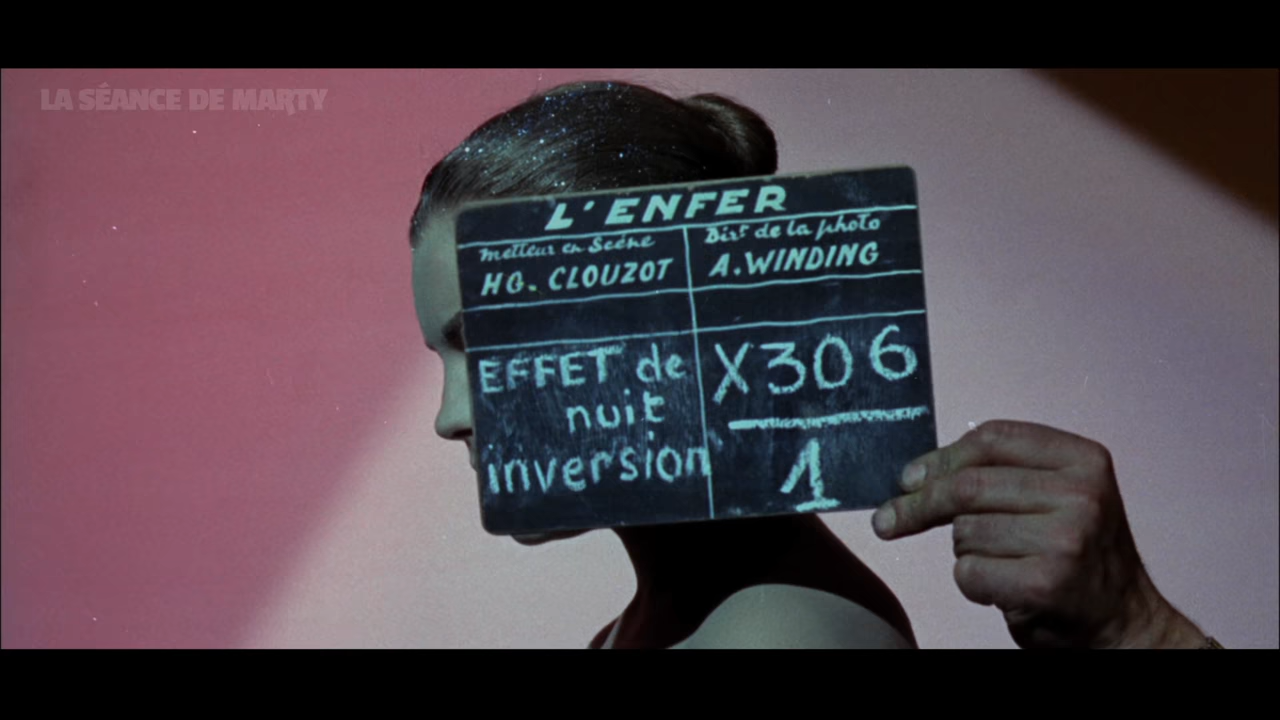 LA SÉANCE DE MARTY
L'ENFER
metteur en Scène
HG. CLOUZOT
Dirt de la photo
A.WINDING
EFFET de
nuit
inversion
X306
1